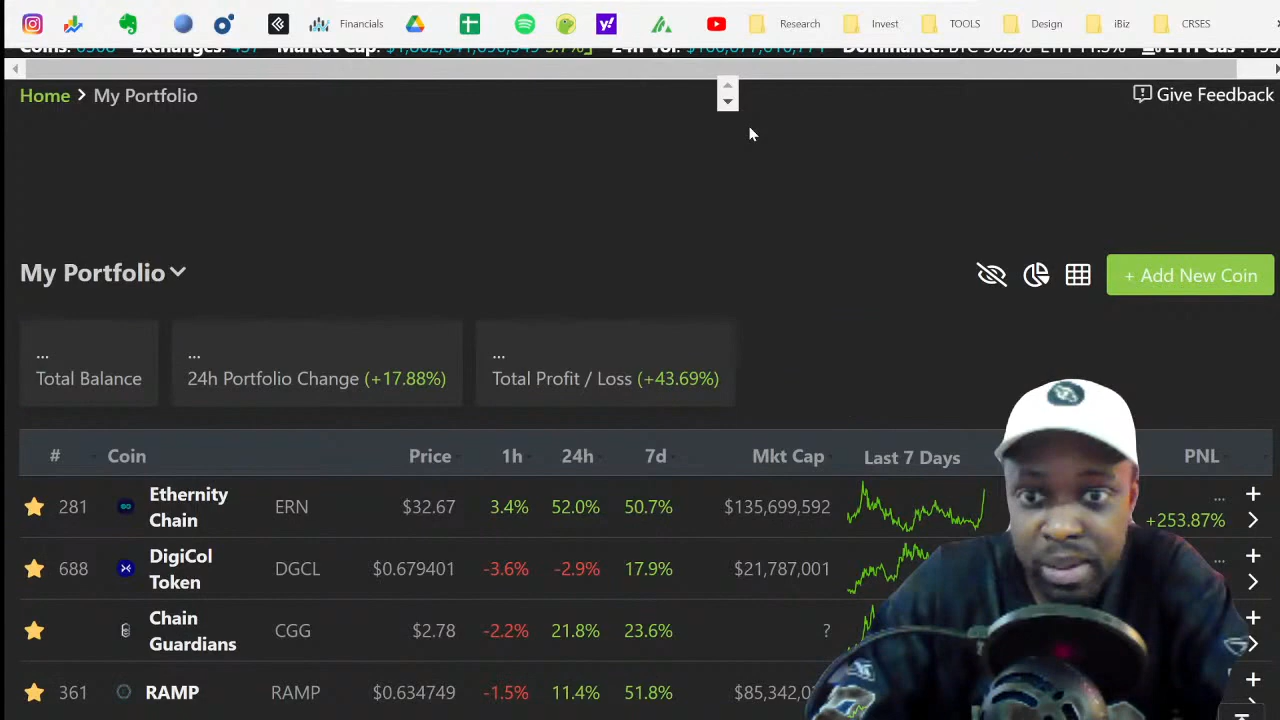 Financials Research Invest TOOLS Design iBiz CRSES
Home > My Portfolio Give Feedback
My Portfolio
+ Add New Coin
... ... ...
Total Balance 24h Portfolio Change (+17.88%) Total Profit / Loss (+43.69%)
# Coin Price 1h 24h 7d Mkt Cap Last 7 Days PNL
281 Ethernity Chain ERN $32.67 3.4% 52.0% 50.7% $135,699,592 ... +253.87%
688 DigiCol Token DGCL $0.679401 -3.6% -2.9% 17.9% $21,787,001 ...
Chain Guardians CGG $2.78 -2.2% 21.8% 23.6% ?
361 RAMP RAMP $0.634749 -1.5% 11.4% 51.8%